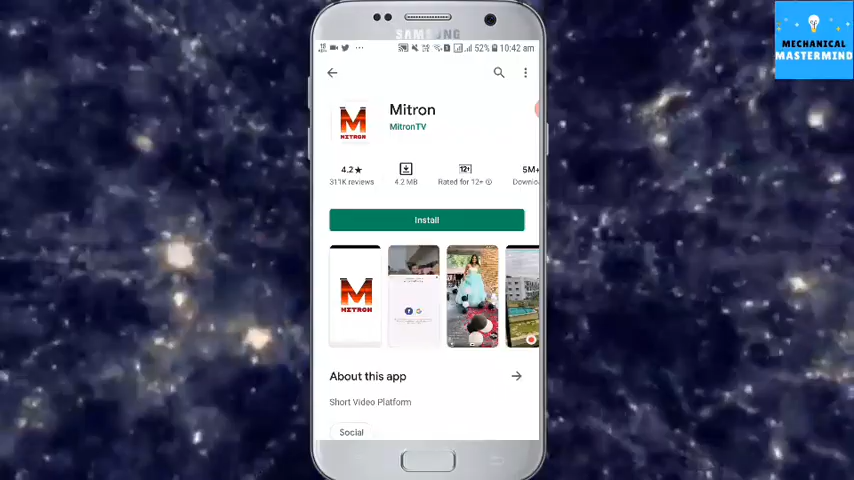 SAMSUNG
52% 10:42 am
MECHANICAL
MASTERMIND
Mitron
MitronTV
4.2★
311K reviews
4.2 MB
12+
Rated for 12+
5M+
Downlo
Install
MITRON
MITRON
About this app
Short Video Platform
Social